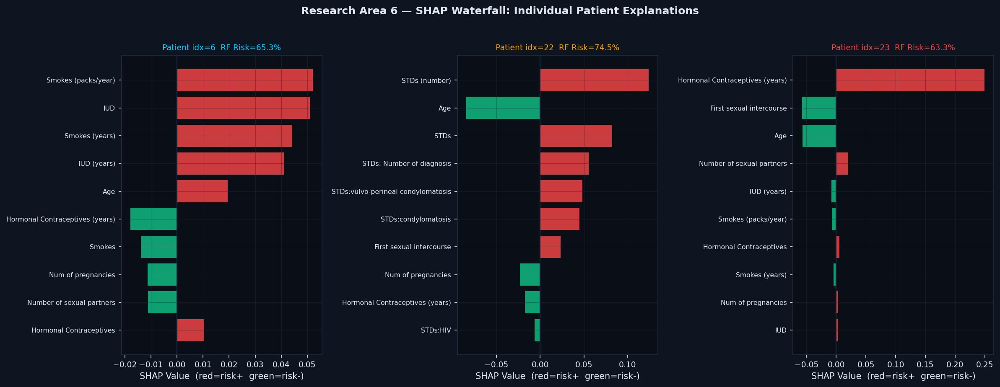 Research Area 6 — SHAP Waterfall: Individual Patient Explanations
Patient idx=6  RF Risk=65.3%
Smokes (packs/year)
IUD
Smokes (years)
IUD (years)
Age
Hormonal Contraceptives (years)
Smokes
Num of pregnancies
Number of sexual partners
Hormonal Contraceptives
−0.02 −0.01 0.00 0.01 0.02 0.03 0.04 0.05
SHAP Value  (red=risk+  green=risk-)
Patient idx=22  RF Risk=74.5%
STDs (number)
Age
STDs
STDs: Number of diagnosis
STDs:vulvo-perineal condylomatosis
STDs:condylomatosis
First sexual intercourse
Num of pregnancies
Hormonal Contraceptives (years)
STDs:HIV
−0.05 0.00 0.05 0.10
SHAP Value  (red=risk+  green=risk-)
Patient idx=23  RF Risk=63.3%
Hormonal Contraceptives (years)
First sexual intercourse
Age
Number of sexual partners
IUD (years)
Smokes (packs/year)
Hormonal Contraceptives
Smokes (years)
Num of pregnancies
IUD
−0.05 0.00 0.05 0.10 0.15 0.20 0.25
SHAP Value  (red=risk+  green=risk-)